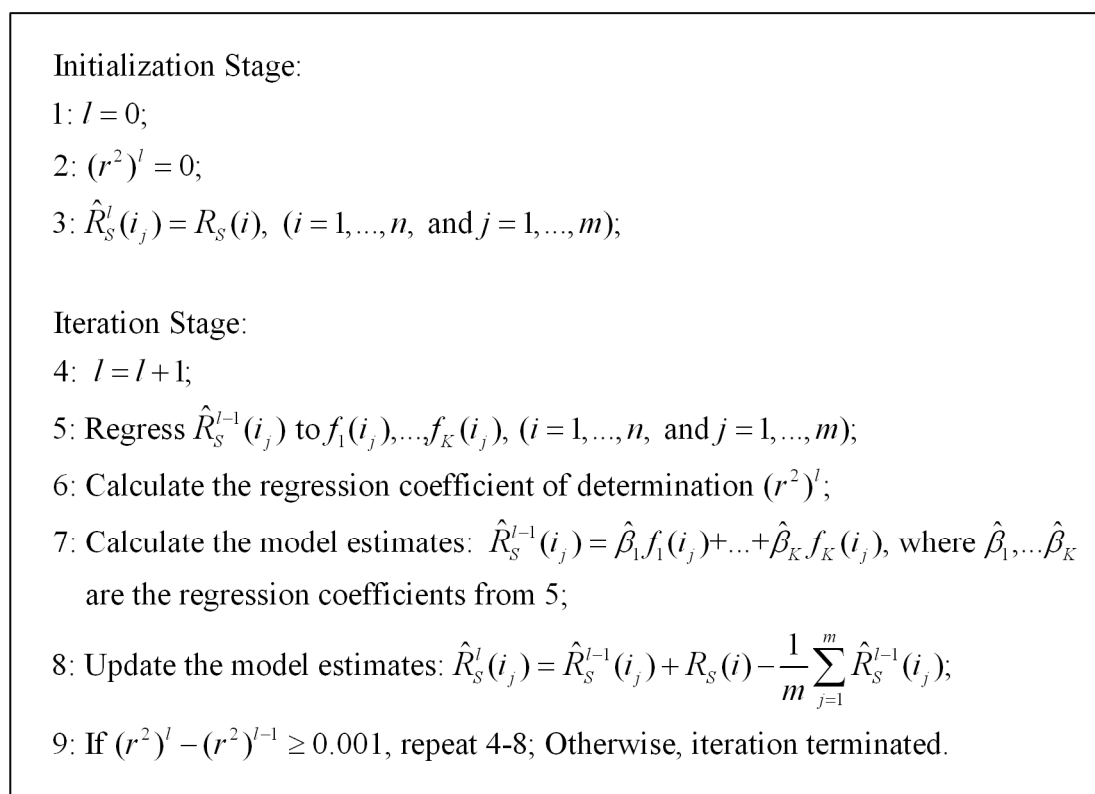 Initialization Stage:
1: l = 0;
2: (r²)ˡ = 0;
3: R̂_S^l(i_j) = R_S(i), (i = 1,...,n, and j = 1,...,m);
Iteration Stage:
4: l = l + 1;
5: Regress R̂_S^{l-1}(i_j) to f_1(i_j),...,f_K(i_j), (i = 1,...,n, and j = 1,...,m);
6: Calculate the regression coefficient of determination (r²)ˡ;
7: Calculate the model estimates: R̂_S^{l-1}(i_j) = β̂_1 f_1(i_j)+...+β̂_K f_K(i_j), where β̂_1,...β̂_K
are the regression coefficients from 5;
8: Update the model estimates: R̂_S^l(i_j) = R̂_S^{l-1}(i_j) + R_S(i) − \frac{1}{m} \sum_{j=1}^{m} R̂_S^{l-1}(i_j);
9: If (r²)ˡ − (r²)^{l-1} ≥ 0.001, repeat 4-8; Otherwise, iteration terminated.